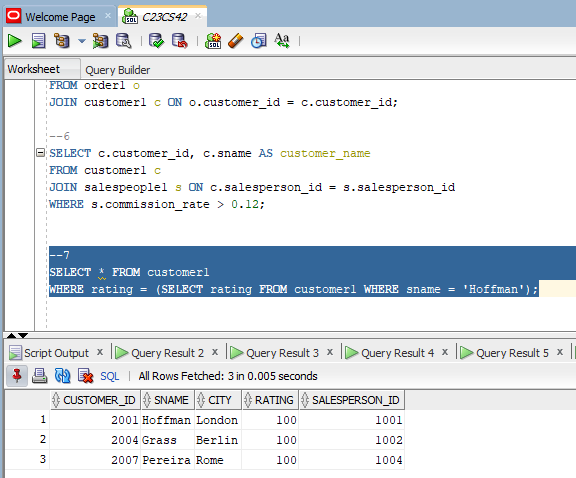 Welcome Page × C23CS42 ×
SQL
Aa
Worksheet Query Builder
FROM order1 o
JOIN customer1 c ON o.customer_id = c.customer_id;
--6
SELECT c.customer_id, c.sname AS customer_name
FROM customer1 c
JOIN salespeople1 s ON c.salesperson_id = s.salesperson_id
WHERE s.commission_rate > 0.12;
--7
SELECT * FROM customer1
WHERE rating = (SELECT rating FROM customer1 WHERE sname = 'Hoffman');
Script Output × Query Result 2 × Query Result 3 × Query Result 4 × Query Result 5 ×
SQL | All Rows Fetched: 3 in 0.005 seconds
CUSTOMER_ID SNAME CITY RATING SALESPERSON_ID
1 2001 Hoffman London 100 1001
2 2004 Grass Berlin 100 1002
3 2007 Pereira Rome 100 1004